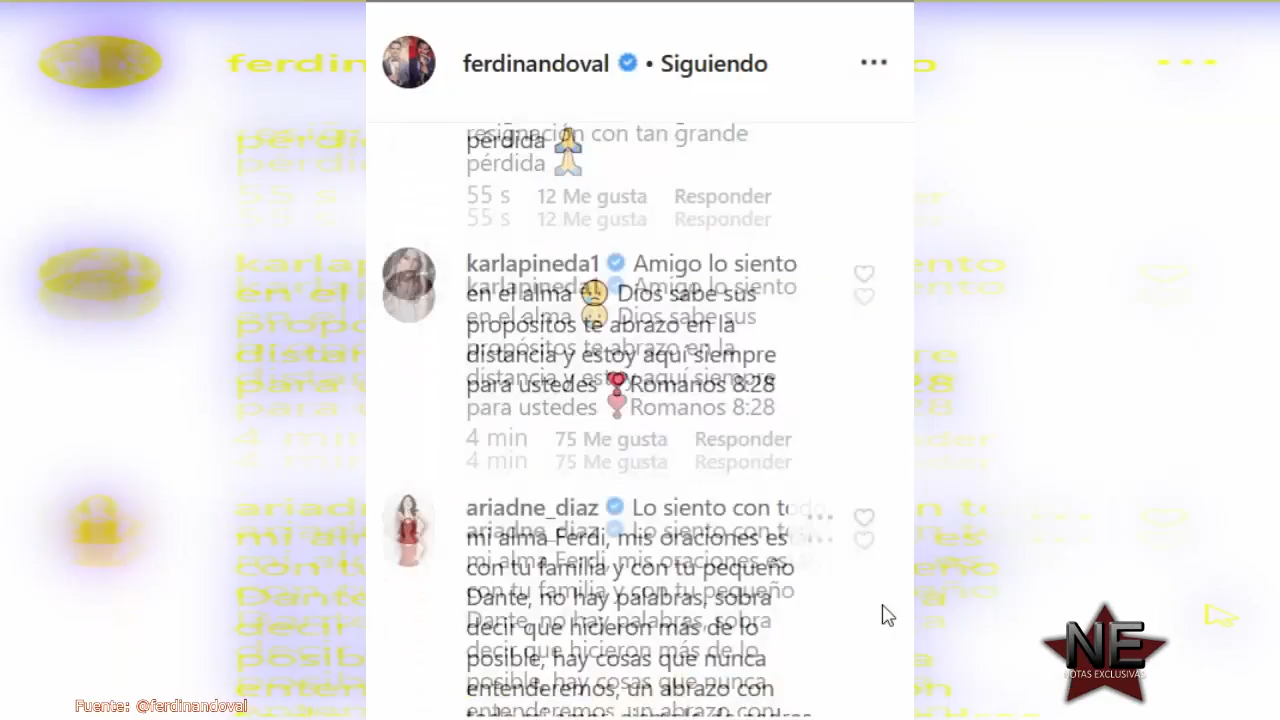 ferdinandoval • Siguiendo
resignación con tan grande
pérdida 🙏
55 s 12 Me gusta Responder
karlapineda1 Amigo lo siento
en el alma 😢 Dios sabe sus
propósitos te abrazo en la
distancia y estoy aquí siempre
para ustedes ❣️Romanos 8:28
4 min 75 Me gusta Responder
ariadne_diaz Lo siento con todo
mi alma Ferdi, mis oraciones es
con tu familia y con tu pequeño
Dante, no hay palabras, sobra
decir que hicieron más de lo
posible, hay cosas que nunca
entenderemos, un abrazo con
Fuente: @ferdinandoval
NE
NOTAS EXCLUSIVAS